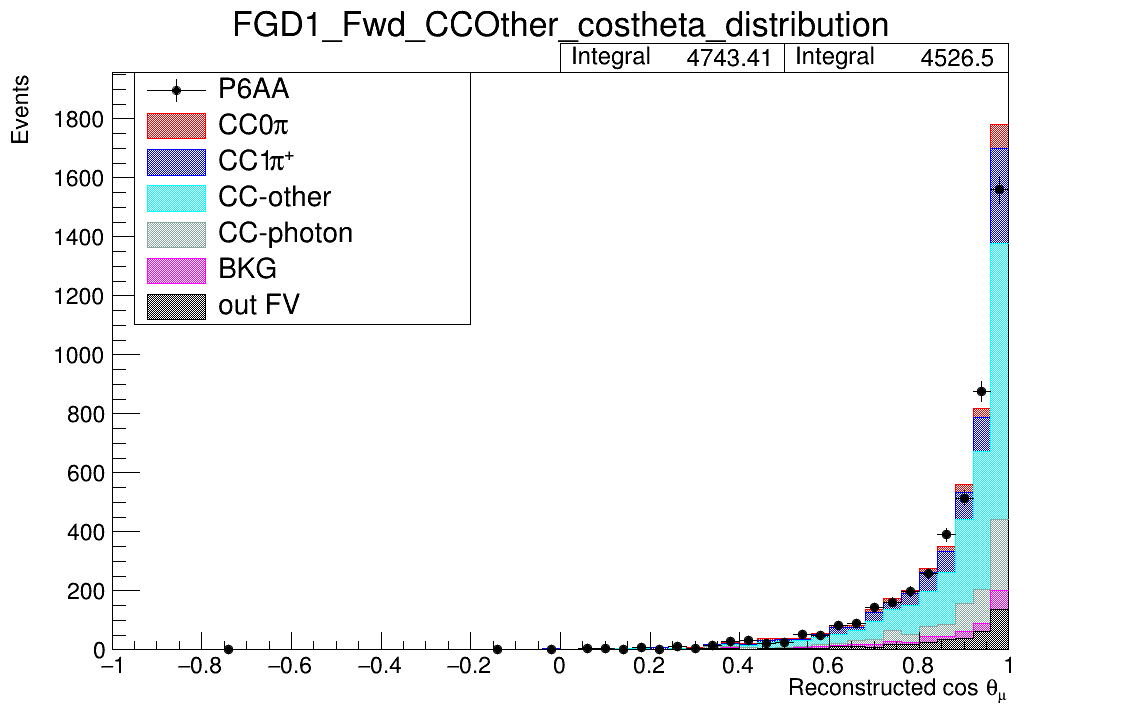 FGD1_Fwd_CCOther_costheta_distribution
Integral 4743.41 Integral 4526.5
Events
P6AA
CC0π
CC1π⁺
CC-other
CC-photon
BKG
out FV
1800
1600
1400
1200
1000
800
600
400
200
0
−1 −0.8 −0.6 −0.4 −0.2 0 0.2 0.4 0.6 0.8 1
Reconstructed cos θμ